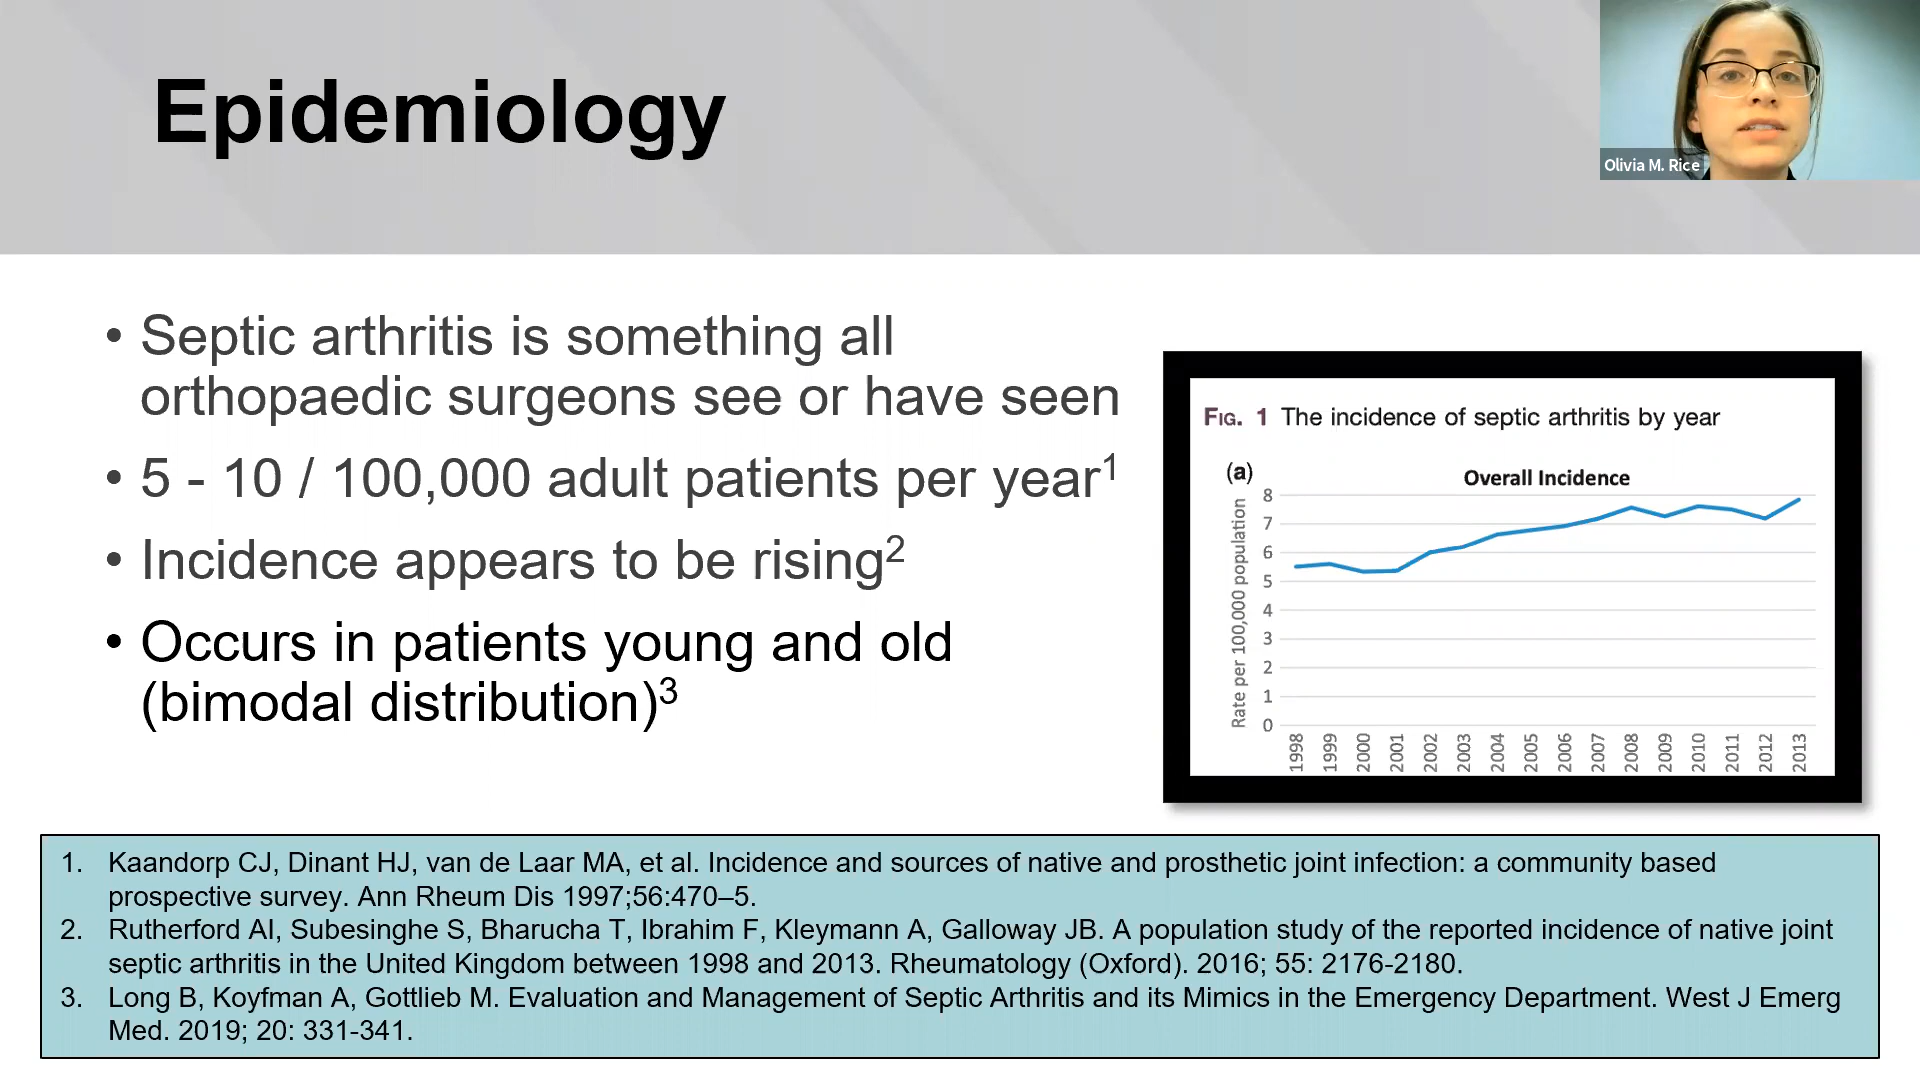 Epidemiology
Olivia M. Rice
• Septic arthritis is something all
orthopaedic surgeons see or have seen
• 5 - 10 / 100,000 adult patients per year1
• Incidence appears to be rising2
• Occurs in patients young and old
(bimodal distribution)3
FIG. 1 The incidence of septic arthritis by year
(a)
Overall Incidence
Rate per 100,000 population
8
7
6
5
4
3
2
1
0
1998
1999
2000
2001
2002
2003
2004
2005
2006
2007
2008
2009
2010
2011
2012
2013
1. Kaandorp CJ, Dinant HJ, van de Laar MA, et al. Incidence and sources of native and prosthetic joint infection: a community based
prospective survey. Ann Rheum Dis 1997;56:470–5.
2. Rutherford AI, Subesinghe S, Bharucha T, Ibrahim F, Kleymann A, Galloway JB. A population study of the reported incidence of native joint
septic arthritis in the United Kingdom between 1998 and 2013. Rheumatology (Oxford). 2016; 55: 2176-2180.
3. Long B, Koyfman A, Gottlieb M. Evaluation and Management of Septic Arthritis and its Mimics in the Emergency Department. West J Emerg
Med. 2019; 20: 331-341.